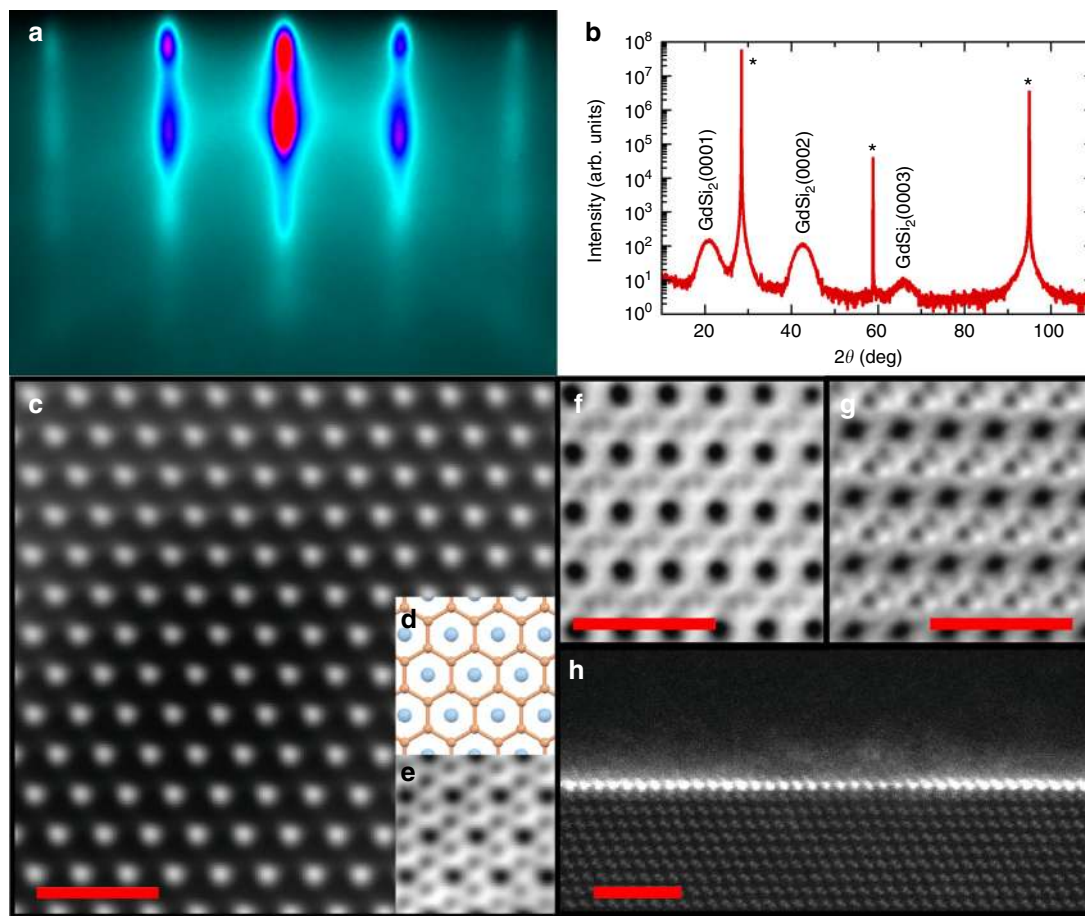 a
b
10⁸
10⁷
10⁶
10⁵
10⁴
10³
10²
10¹
10⁰
Intensity (arb. units)
GdSi₂(0001)
*
GdSi₂(0002)
*
GdSi₂(0003)
*
20 40 60 80 100
2θ (deg)
c
d
e
f
g
h